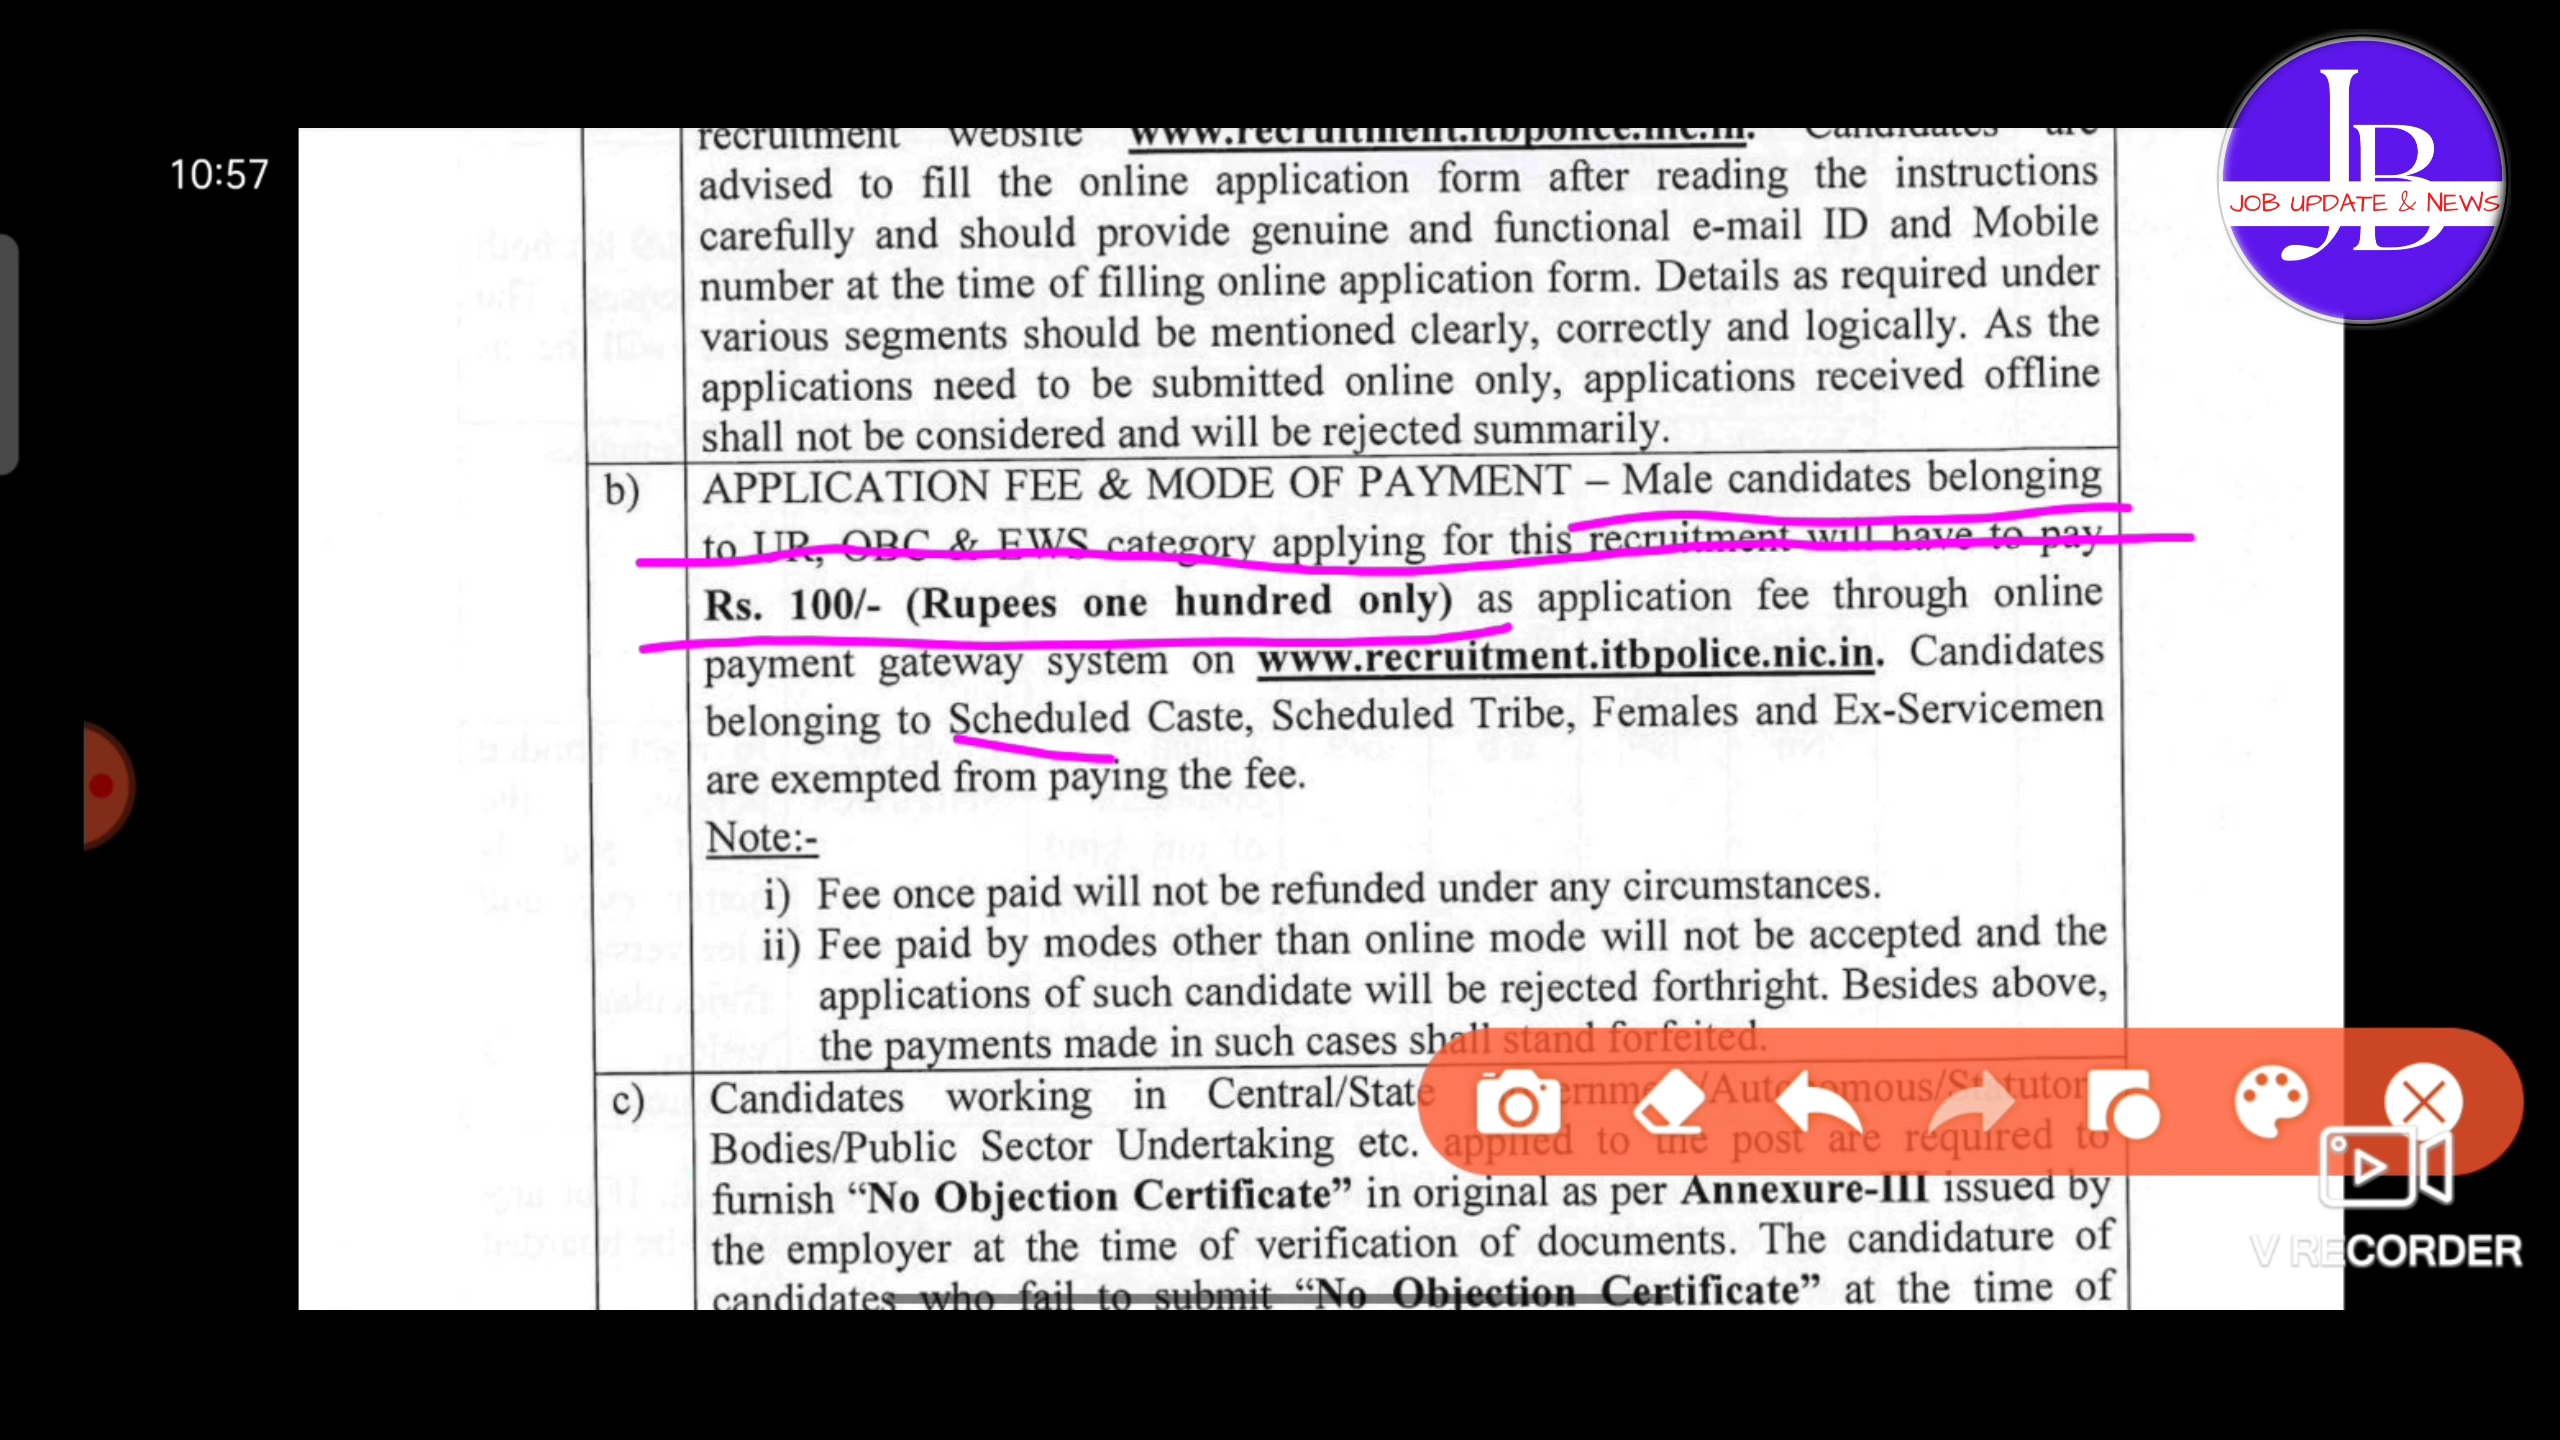 10:57
JOB UPDATE & NEWS
JB
recruitment website www.recruitment.itbpolice.nic.in. Candidates are
advised to fill the online application form after reading the instructions
carefully and should provide genuine and functional e-mail ID and Mobile
number at the time of filling online application form. Details as required under
various segments should be mentioned clearly, correctly and logically. As the
applications need to be submitted online only, applications received offline
shall not be considered and will be rejected summarily.
b) APPLICATION FEE & MODE OF PAYMENT – Male candidates belonging
to UR, OBC & EWS category applying for this recruitment will have to pay
Rs. 100/- (Rupees one hundred only) as application fee through online
payment gateway system on www.recruitment.itbpolice.nic.in. Candidates
belonging to Scheduled Caste, Scheduled Tribe, Females and Ex-Servicemen
are exempted from paying the fee.
Note:-
i) Fee once paid will not be refunded under any circumstances.
ii) Fee paid by modes other than online mode will not be accepted and the
applications of such candidate will be rejected forthright. Besides above,
the payments made in such cases shall stand forfeited.
c) Candidates working in Central/State
Bodies/Public Sector Undertaking etc. applied to the post are required to
furnish “No Objection Certificate” in original as per Annexure-III issued by
the employer at the time of verification of documents. The candidature of
candidates who fail to submit “No Objection Certificate” at the time of
V RECORDER